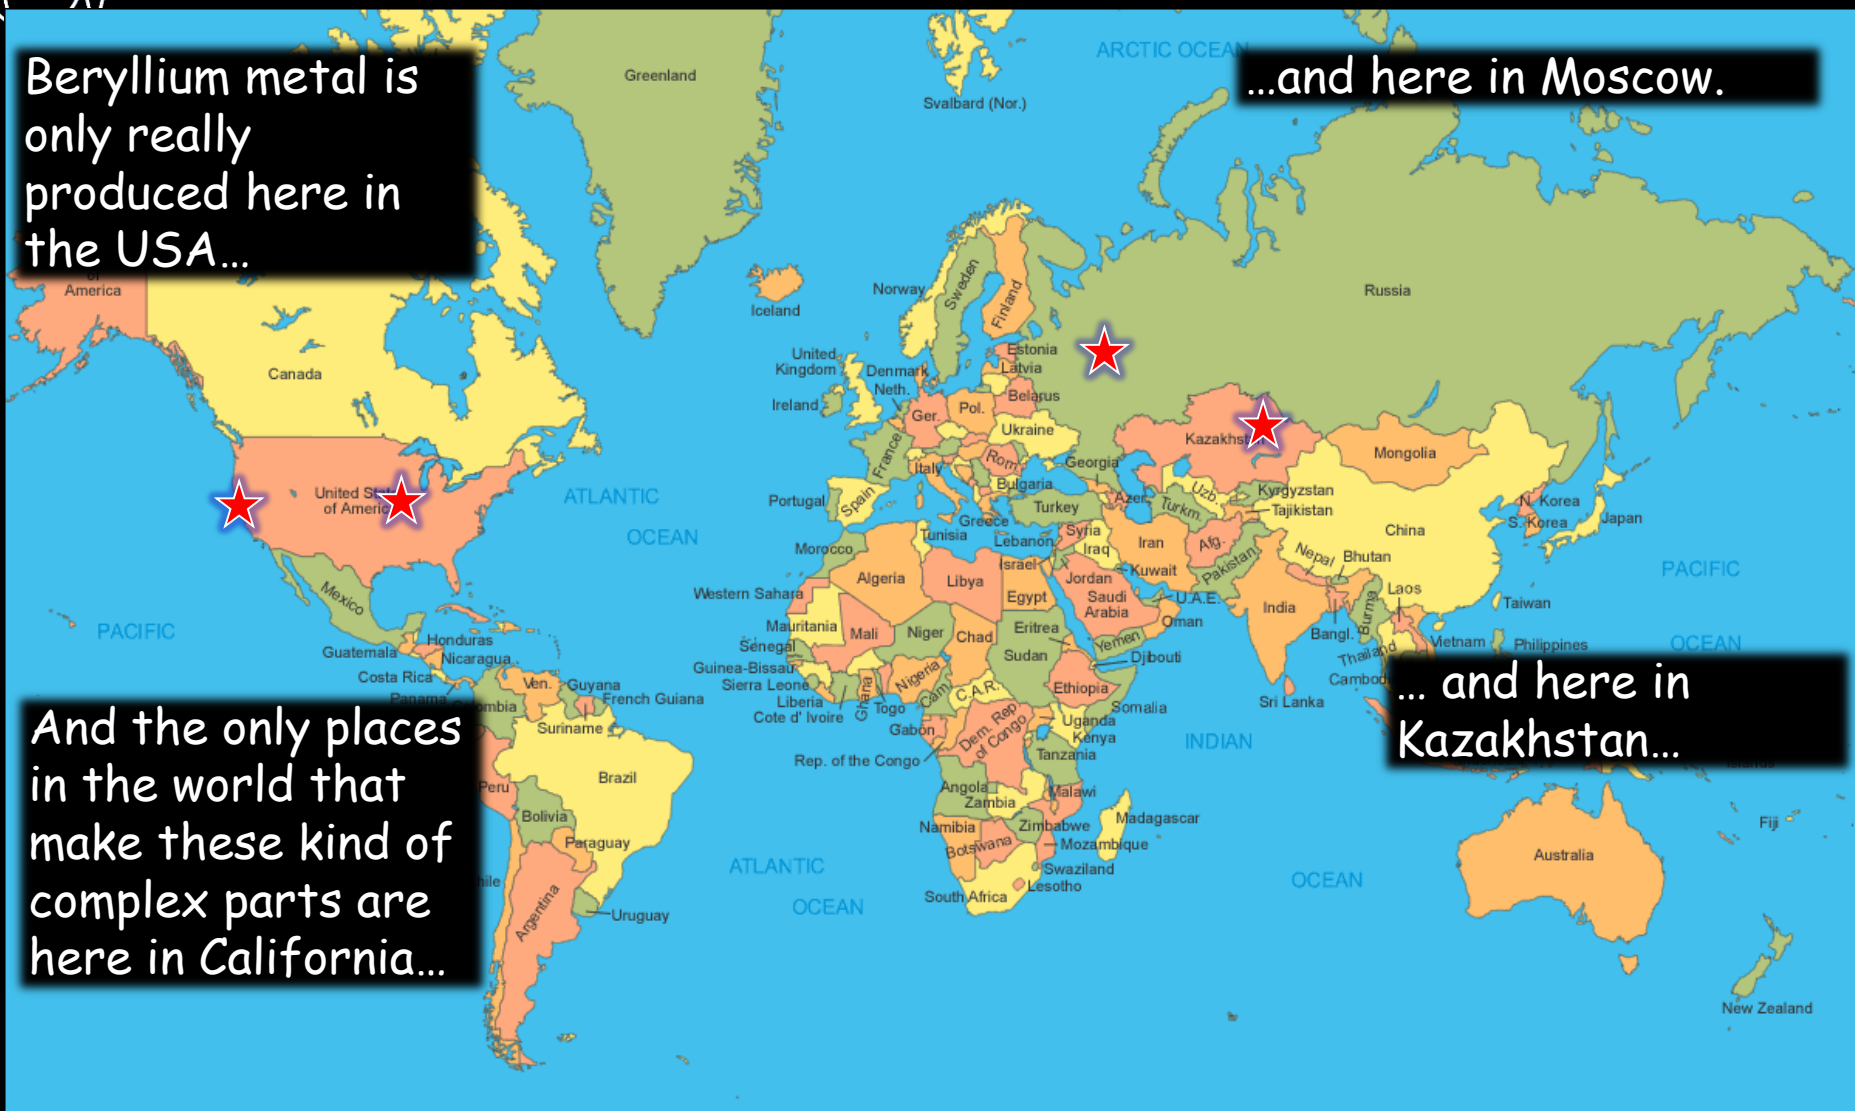 Beryllium metal is
only really
produced here in
the USA...
...and here in Moscow.
And the only places
in the world that
make these kind of
complex parts are
here in California...
... and here in
Kazakhstan...
ARCTIC OCEAN
Greenland
Svalbard (Nor.)
America
Canada
Iceland
Norway
Sweden
Finland
Russia
United
Kingdom
Ireland
Denmark
Neth.
Estonia
Latvia
Belarus
Ger.
Pol.
Ukraine
France
Rom.
Italy
Bulgaria
Georgia
Kazakhst
Mongolia
United Sta
of Americ
ATLANTIC
OCEAN
Portugal
Spain
Greece
Turkey
Azer.
Uzb.
Turkm.
Kyrgyzstan
Tajikistan
China
N. Korea
S. Korea
Japan
Tunisia
Lebanon
Syria
Israel
Iraq
Iran
Afg.
Pakistan
Nepal
Bhutan
Morocco
Algeria
Libya
Egypt
Jordan
Kuwait
Saudi
Arabia
U.A.E.
Oman
Yemen
India
Bangl.
Burma
Laos
Taiwan
Vietnam
Thailand
Cambod
Philippines
PACIFIC
OCEAN
Western Sahara
Mauritania
Mali
Niger
Chad
Sudan
Eritrea
Djibouti
Ethiopia
Somalia
Sénegal
Guinea-Bissau
Sierra Leone
Liberia
Cote d' Ivoire
Ghana
Togo
Nigeria
Cam.
C.A.R.
Gabon
Rep. of the Congo
Dem. Rep.
of Congo
Uganda
Kenya
Tanzania
Sri Lanka
INDIAN
OCEAN
PACIFIC
Mexico
Guatemala
Honduras
Nicaragua
Costa Rica
Panama
Ven.
Guyana
French Guiana
Suriname
ombia
Peru
Brazil
Bolivia
Paraguay
hile
Argentina
Uruguay
ATLANTIC
OCEAN
Angola
Zambia
Malawi
Namibia
Zimbabwe
Botswana
Mozambique
Madagascar
Swaziland
Lesotho
South Africa
Australia
Fiji
New Zealand